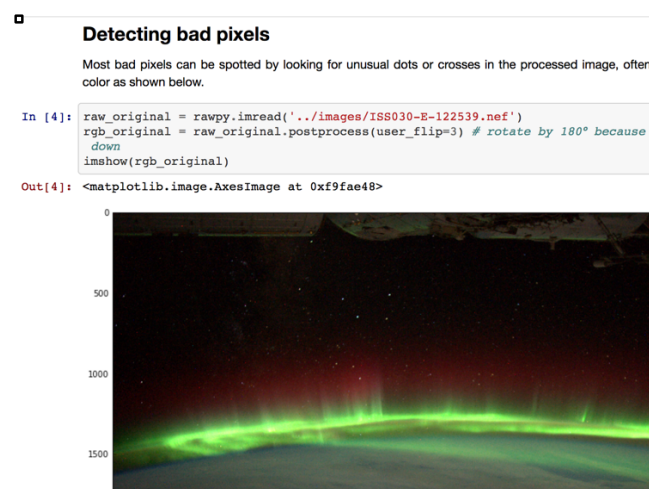 Detecting bad pixels
Most bad pixels can be spotted by looking for unusual dots or crosses in the processed image, often
color as shown below.
In [4]: raw_original = rawpy.imread('../images/ISS030-E-122539.nef')
rgb_original = raw_original.postprocess(user_flip=3) # rotate by 180° because
down
imshow(rgb_original)
Out[4]: <matplotlib.image.AxesImage at 0xf9fae48>
0
500
1000
1500